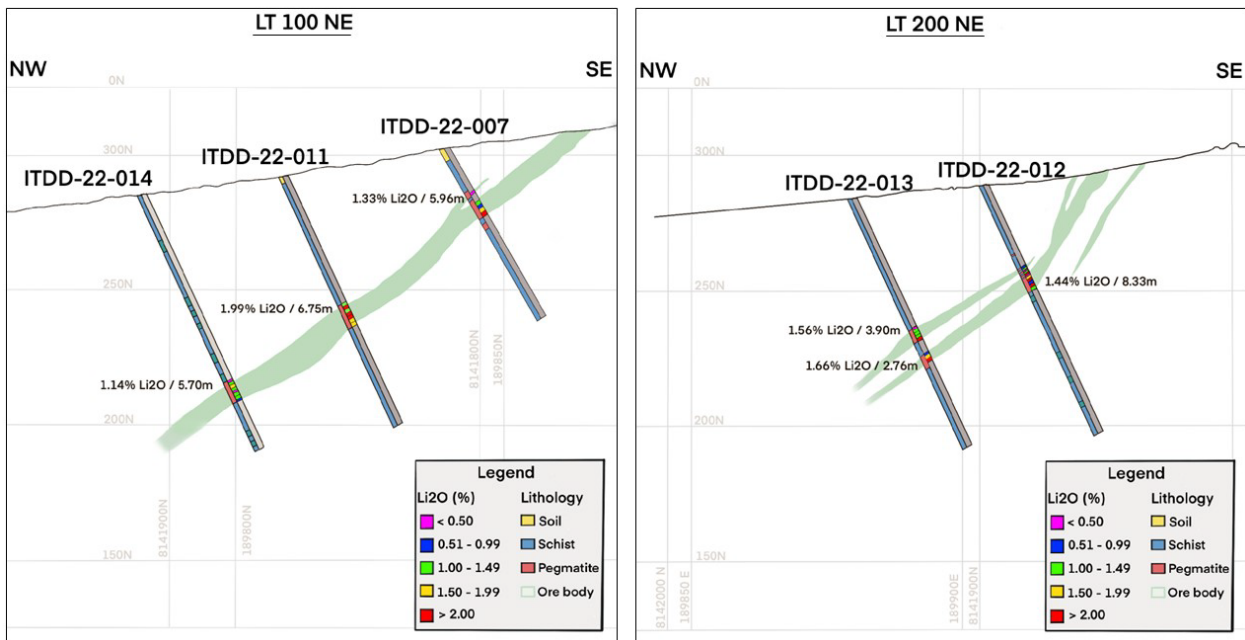 LT 100 NE
NW
SE
0N
ITDD-22-007
300N
ITDD-22-011
ITDD-22-014
1.33% Li2O / 5.96m
250N
1.99% Li2O / 6.75m
8141800N
189850N
1.14% Li2O / 5.70m
200N
150N
8141900N
189800N
Legend
Li2O (%)
Lithology
< 0.50
Soil
0.51 - 0.99
Schist
1.00 - 1.49
Pegmatite
1.50 - 1.99
Ore body
> 2.00
LT 200 NE
NW
SE
0N
300N
ITDD-22-012
ITDD-22-013
250N
1.44% Li2O / 8.33m
1.56% Li2O / 3.90m
1.66% Li2O / 2.76m
200N
150N
8142000 N
189850 E
189900E
8141900N
Legend
Li2O (%)
Lithology
< 0.50
Soil
0.51 - 0.99
Schist
1.00 - 1.49
Pegmatite
1.50 - 1.99
Ore body
> 2.00